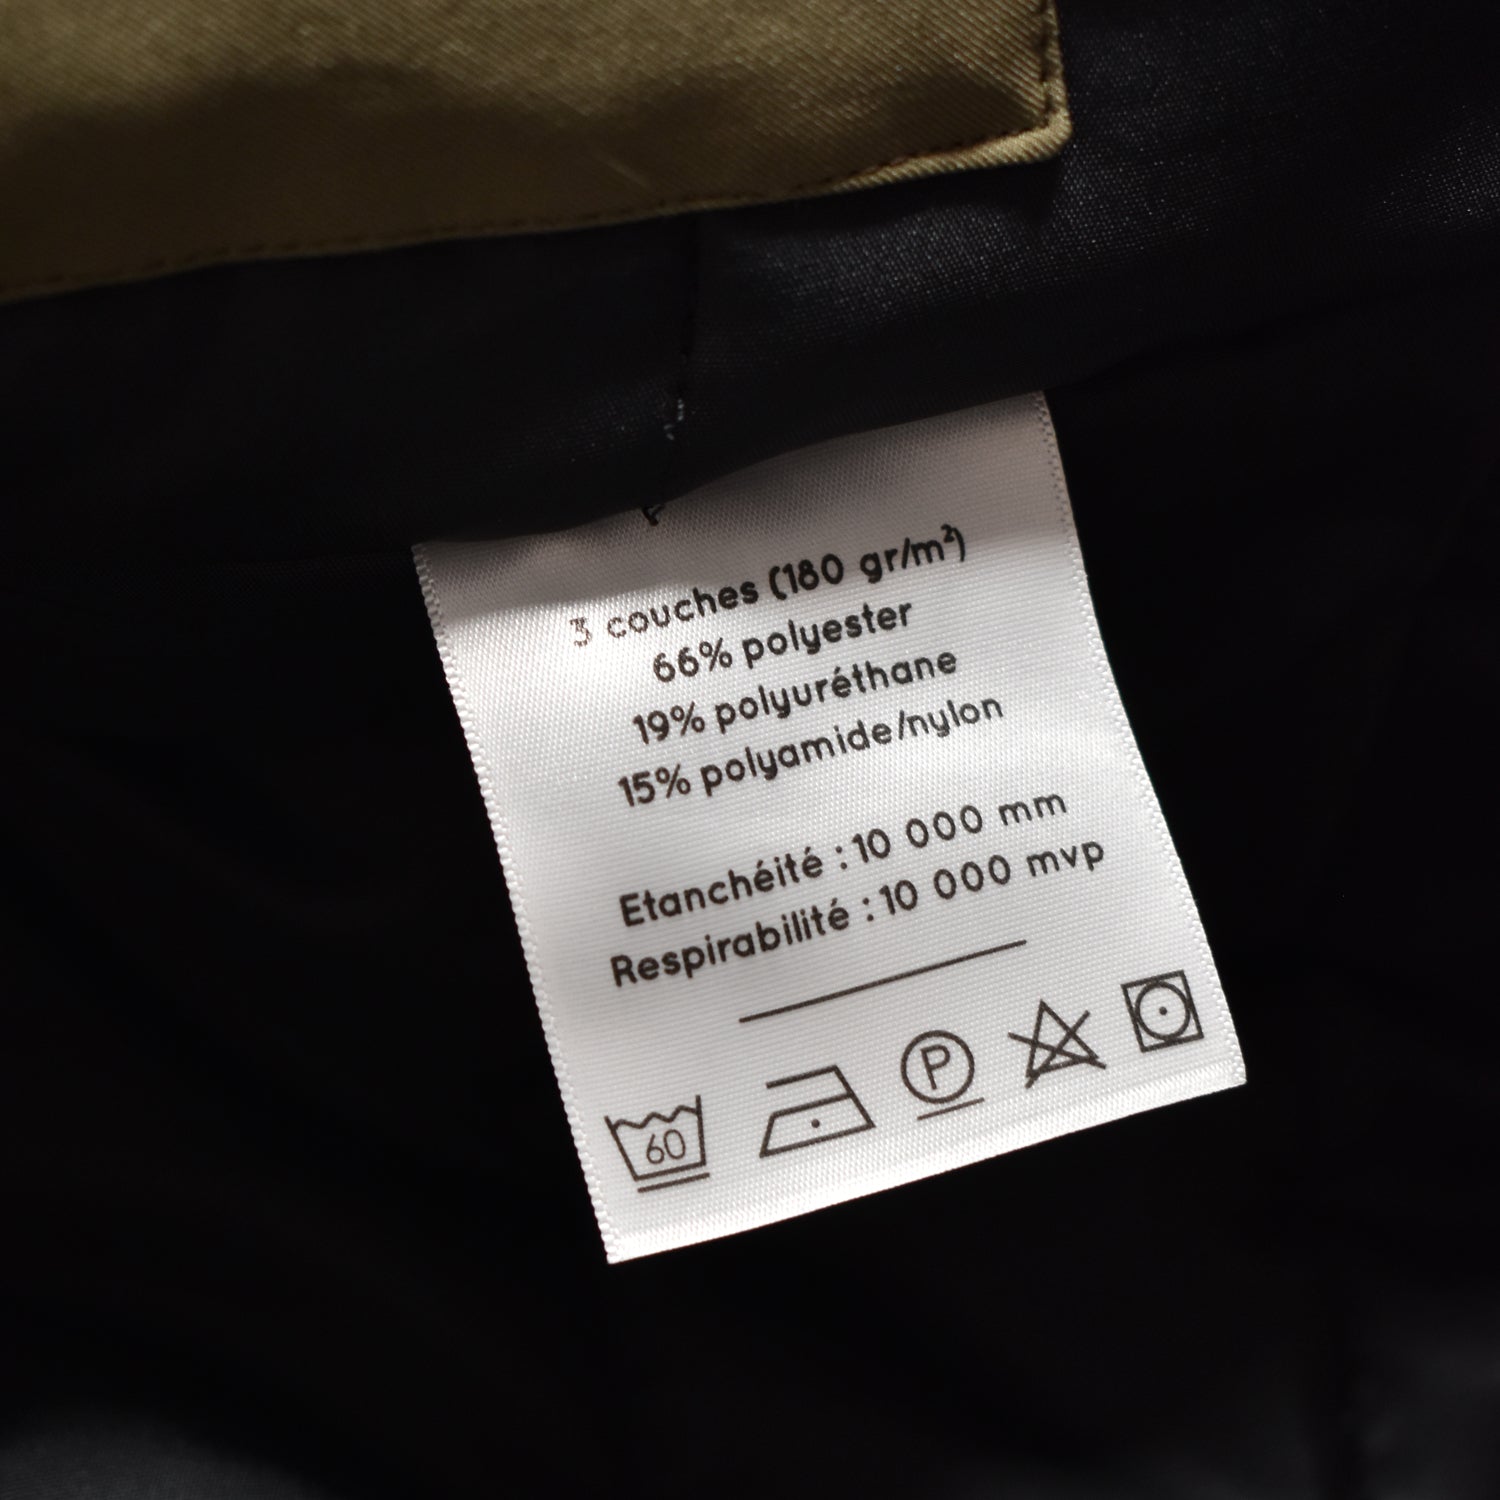 3 couches (180 gr/m²)
66% polyester
19% polyuréthane
15% polyamide/nylon
Etanchéité : 10 000 mm
Respirabilité : 10 000 mvp
60
P